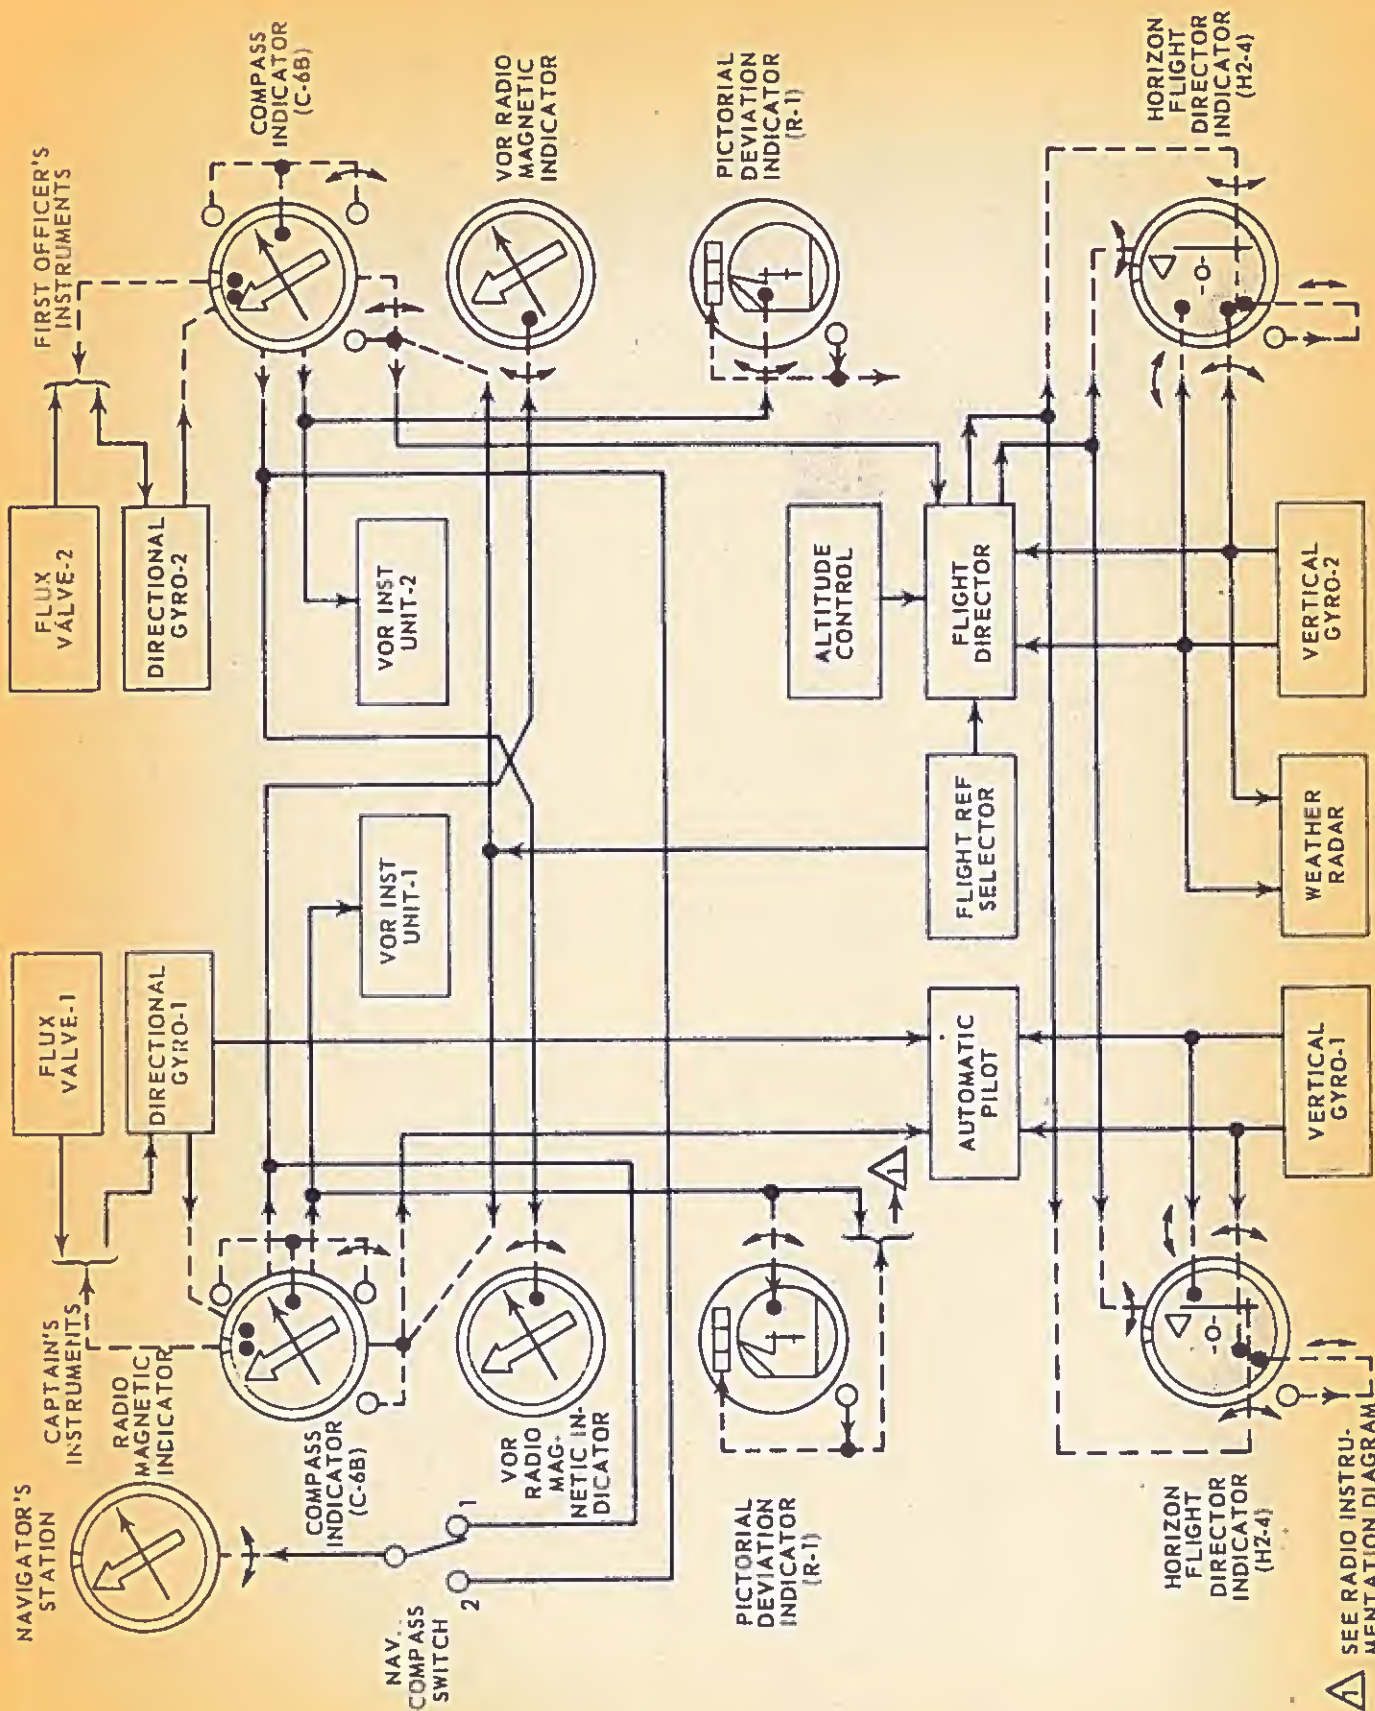 NAVIGATOR'S
STATION
CAPTAIN'S
INSTRUMENTS
RADIO
MAGNETIC
INDICATOR
FLUX
VALVE-1
DIRECTIONAL
GYRO-1
FLUX
VALVE-2
DIRECTIONAL
GYRO-2
FIRST OFFICER'S
INSTRUMENTS
COMPASS
INDICATOR
(C-6B)
COMPASS
INDICATOR
(C-6B)
VOR INST
UNIT-1
VOR INST
UNIT-2
VOR RADIO
MAGNETIC
INDICATOR
NAV.
COMPASS
SWITCH
2
1
VOR
RADIO
MAG-
NETIC IN-
DICATOR
PICTORIAL
DEVIATION
INDICATOR
(R-1)
PICTORIAL
DEVIATION
INDICATOR
(R-1)
1
ALTITUDE
CONTROL
AUTOMATIC
PILOT
FLIGHT REF
SELECTOR
FLIGHT
DIRECTOR
HORIZON
FLIGHT
DIRECTOR
INDICATOR
(H2-4)
HORIZON
FLIGHT
DIRECTOR
INDICATOR
(H2-4)
VERTICAL
GYRO-1
WEATHER
RADAR
VERTICAL
GYRO-2
1 SEE RADIO INSTRU-
MENTATION DIAGRAM